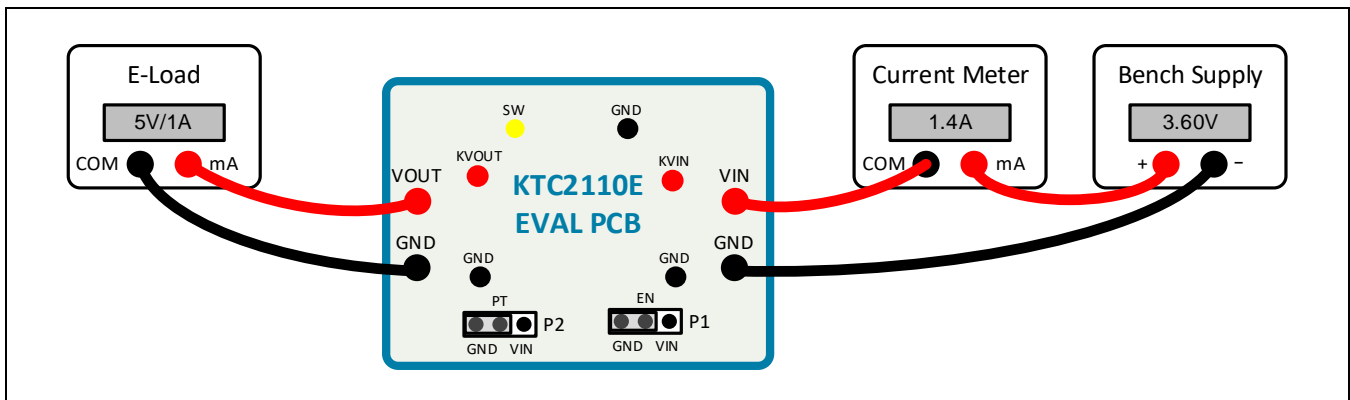 E-Load
5V/1A
COM
mA
SW
GND
KVOUT
KVIN
VOUT
VIN
KTC2110E
EVAL PCB
GND
GND
GND
GND
PT
EN
P2
P1
GND VIN
GND VIN
Current Meter
1.4A
COM
mA
Bench Supply
3.60V
+
−